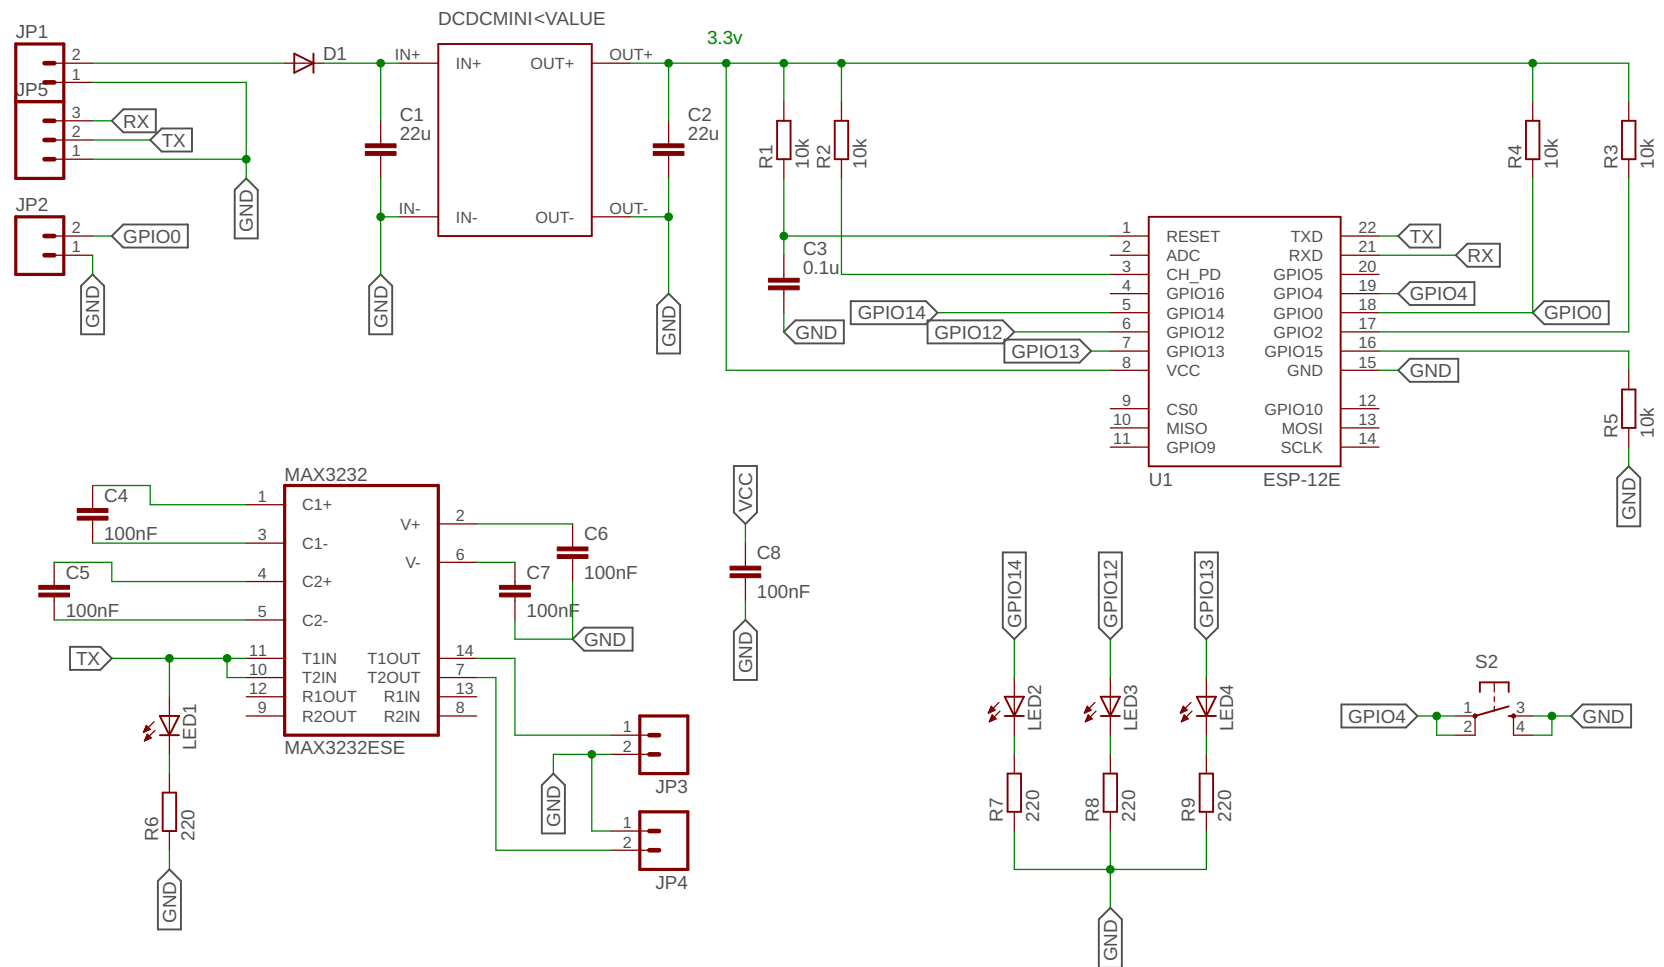 DCDCMINI<VALUE
3.3v
JP1
2
1
D1
IN+
IN+
OUT+
OUT+
JP5
3
RX
2
TX
1
C1
22u
C2
22u
R1
10k
R2
10k
R4
10k
R3
10k
GND
IN-
IN-
OUT-
OUT-
JP2
2
GPIO0
1
GND
GND
GND
C3
0.1u
GND
GPIO14
GPIO12
GPIO13
1
RESET
TXD
22
TX
2
ADC
RXD
21
RX
3
CH_PD
GPIO5
20
4
GPIO16
GPIO4
19
GPIO4
5
GPIO14
GPIO0
18
GPIO0
6
GPIO12
GPIO2
17
7
GPIO13
GPIO15
16
8
VCC
GND
15
GND
9
CS0
GPIO10
12
10
MISO
MOSI
13
11
GPIO9
SCLK
14
U1
ESP-12E
R5
10k
GND
MAX3232
C4
100nF
C5
100nF
1
C1+
3
C1-
4
C2+
5
C2-
V+
2
V-
6
C6
100nF
C7
100nF
GND
TX
11
T1IN
T1OUT
14
10
T2IN
T2OUT
7
12
R1OUT
R1IN
13
9
R2OUT
R2IN
8
MAX3232ESE
LED1
R6
220
GND
1
2
JP3
GND
1
2
JP4
VCC
C8
100nF
GND
GPIO14
GPIO12
GPIO13
LED2
LED3
LED4
R7
220
R8
220
R9
220
GND
S2
GPIO4
1
3
GND
2
4